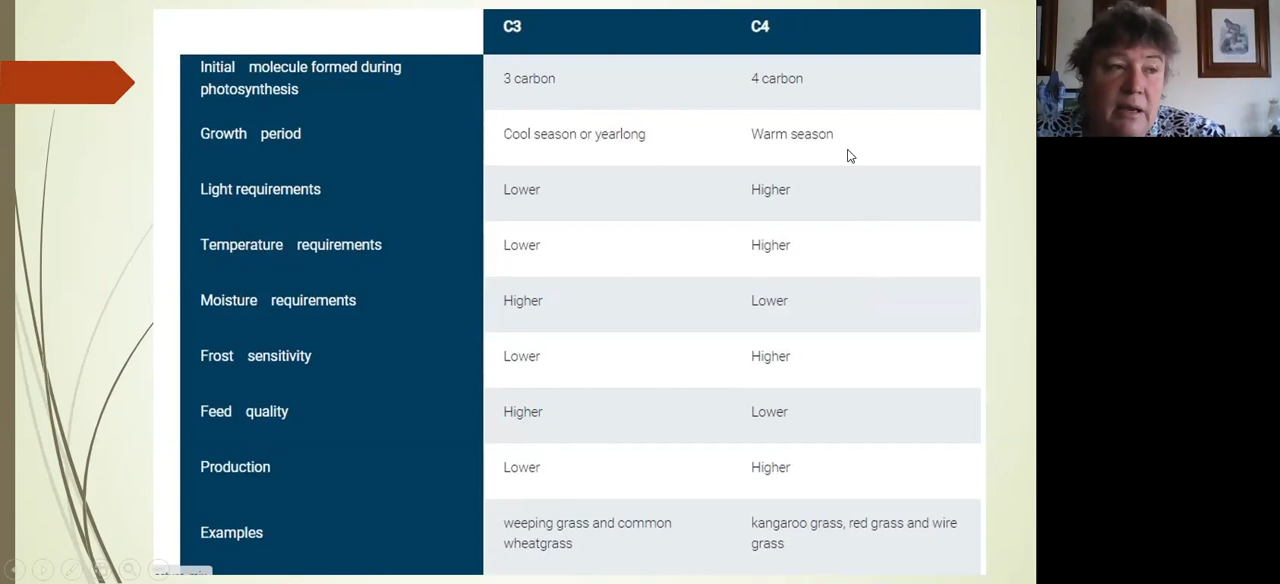 C3 C4
Initial molecule formed during
photosynthesis
3 carbon 4 carbon
Growth period Cool season or yearlong Warm season
Light requirements Lower Higher
Temperature requirements Lower Higher
Moisture requirements Higher Lower
Frost sensitivity Lower Higher
Feed quality Higher Lower
Production Lower Higher
Examples
weeping grass and common
wheatgrass
kangaroo grass, red grass and wire
grass